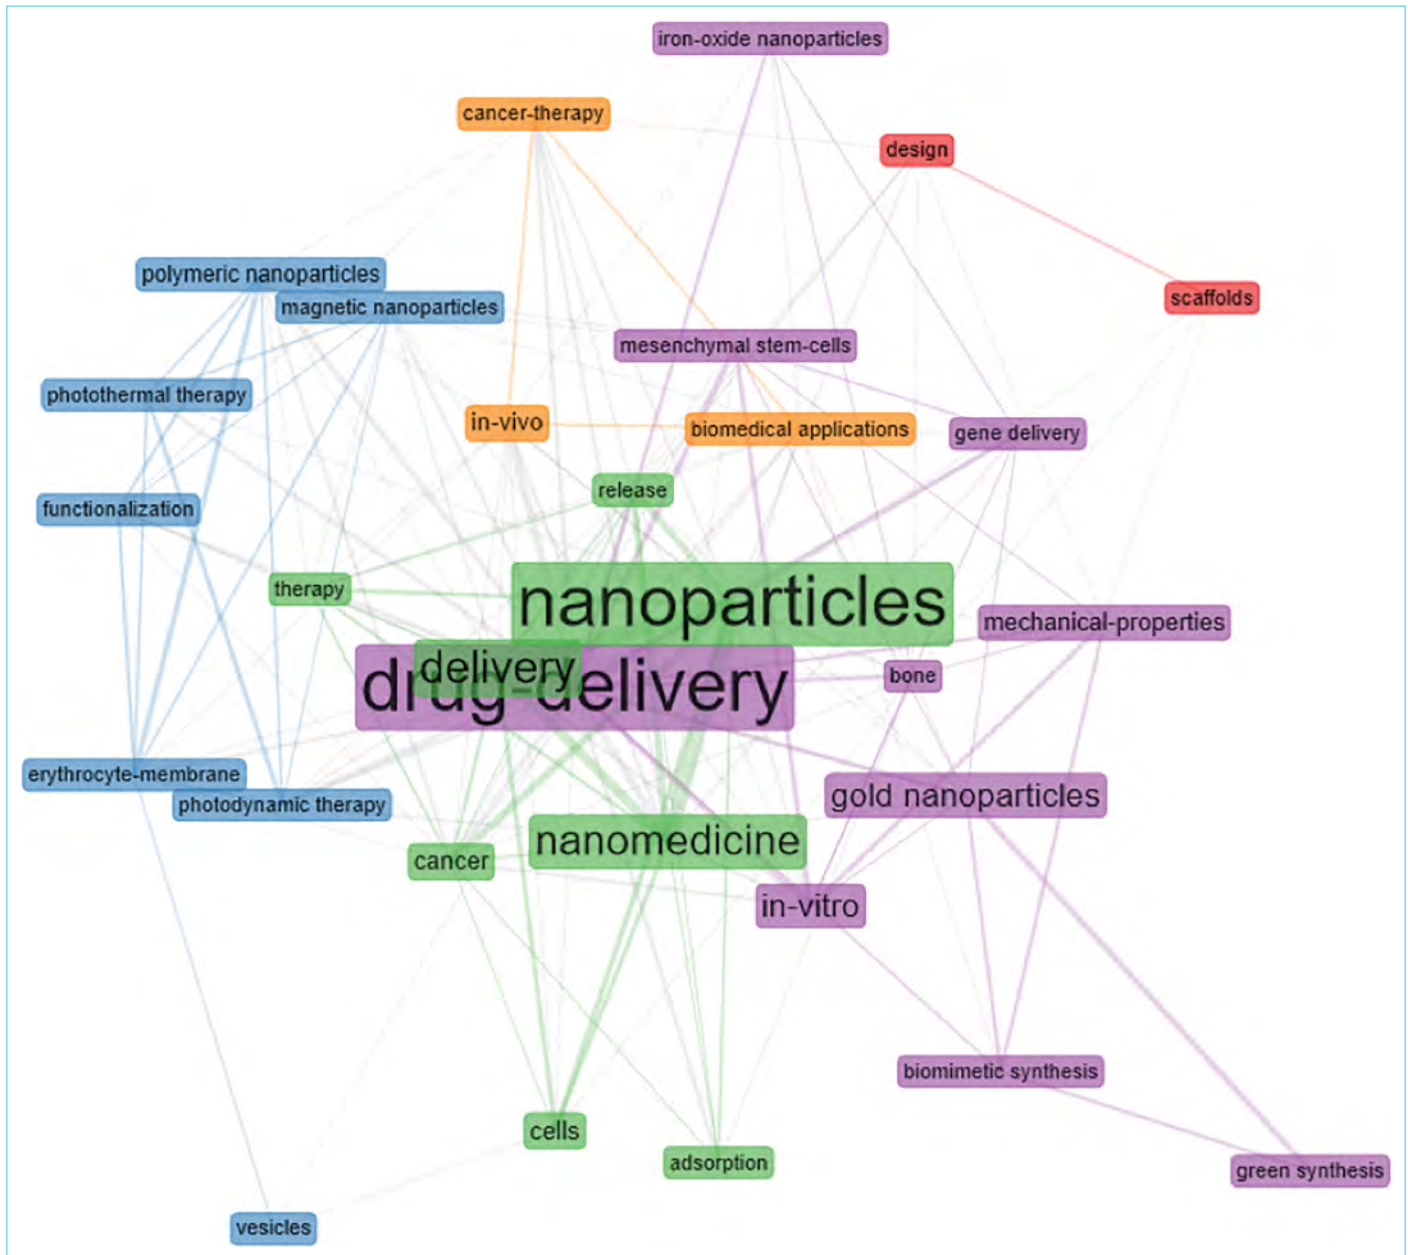 iron-oxide nanoparticles
cancer-therapy
design
polymeric nanoparticles
magnetic nanoparticles
scaffolds
mesenchymal stem-cells
photothermal therapy
in-vivo
biomedical applications
gene delivery
release
functionalization
therapy
nanoparticles
mechanical-properties
delivery
drug-delivery
bone
erythrocyte-membrane
photodynamic therapy
gold nanoparticles
nanomedicine
cancer
in-vitro
biomimetic synthesis
cells
adsorption
green synthesis
vesicles